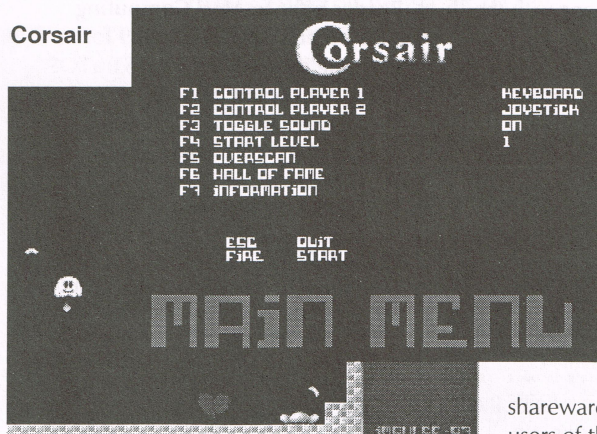 Corsair
Corsair
F1 CONTROL PLAYER 1 KEYBOARD
F2 CONTROL PLAYER 2 JOYSTiCK
F3 TOGGLE SOUND ON
F4 START LEVEL 1
F5 OVERSCAN
F6 HALL OF FAME
F7 iNFORMATiON
ESC QUiT
FiRE START
MAiN MENU
shareware
users of th